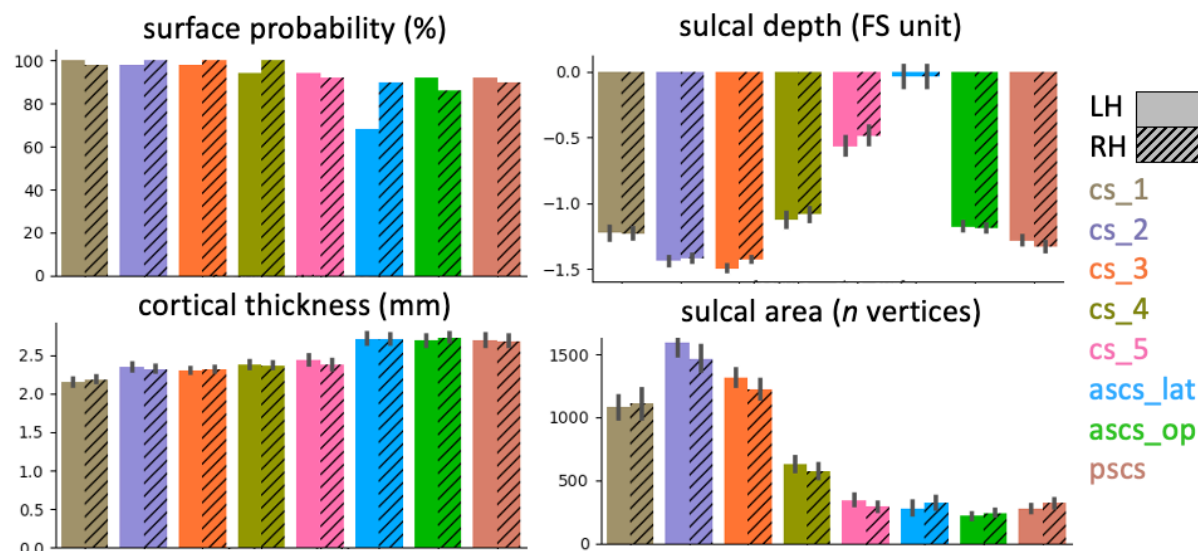 surface probability (%)
100
80
60
40
20
0
sulcal depth (FS unit)
0.0
−0.5
−1.0
−1.5
cortical thickness (mm)
2.5
2.0
1.5
1.0
0.5
0.0
sulcal area (n vertices)
1500
1000
500
0
LH
RH
cs_1
cs_2
cs_3
cs_4
cs_5
ascs_lat
ascs_op
pscs